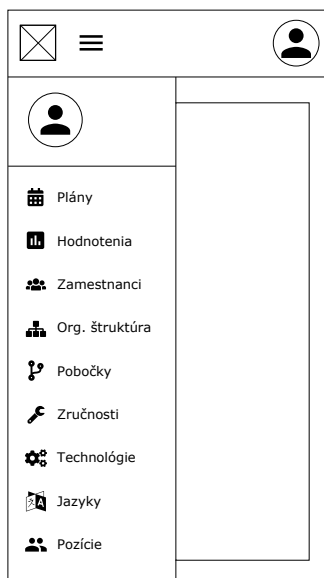 Plány
Hodnotenia
Zamestnanci
Org. štruktúra
Pobočky
Zručnosti
Technológie
Jazyky
Pozície